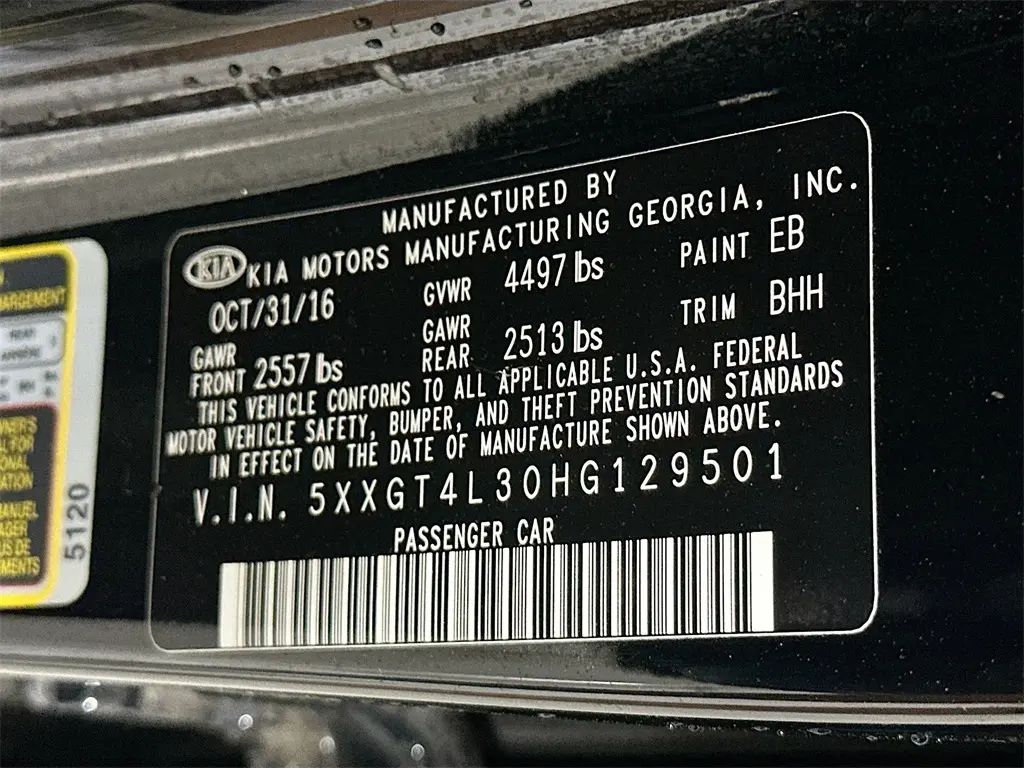 MANUFACTURED BY
KIA KIA MOTORS MANUFACTURING GEORGIA, INC.
OCT/31/16 GVWR 4497 lbs PAINT EB
GAWR FRONT 2557 lbs GAWR REAR 2513 lbs TRIM BHH
THIS VEHICLE CONFORMS TO ALL APPLICABLE U.S.A. FEDERAL
MOTOR VEHICLE SAFETY, BUMPER, AND THEFT PREVENTION STANDARDS
IN EFFECT ON THE DATE OF MANUFACTURE SHOWN ABOVE.
V.I.N. 5XXGT4L30HG129501
PASSENGER CAR
5120